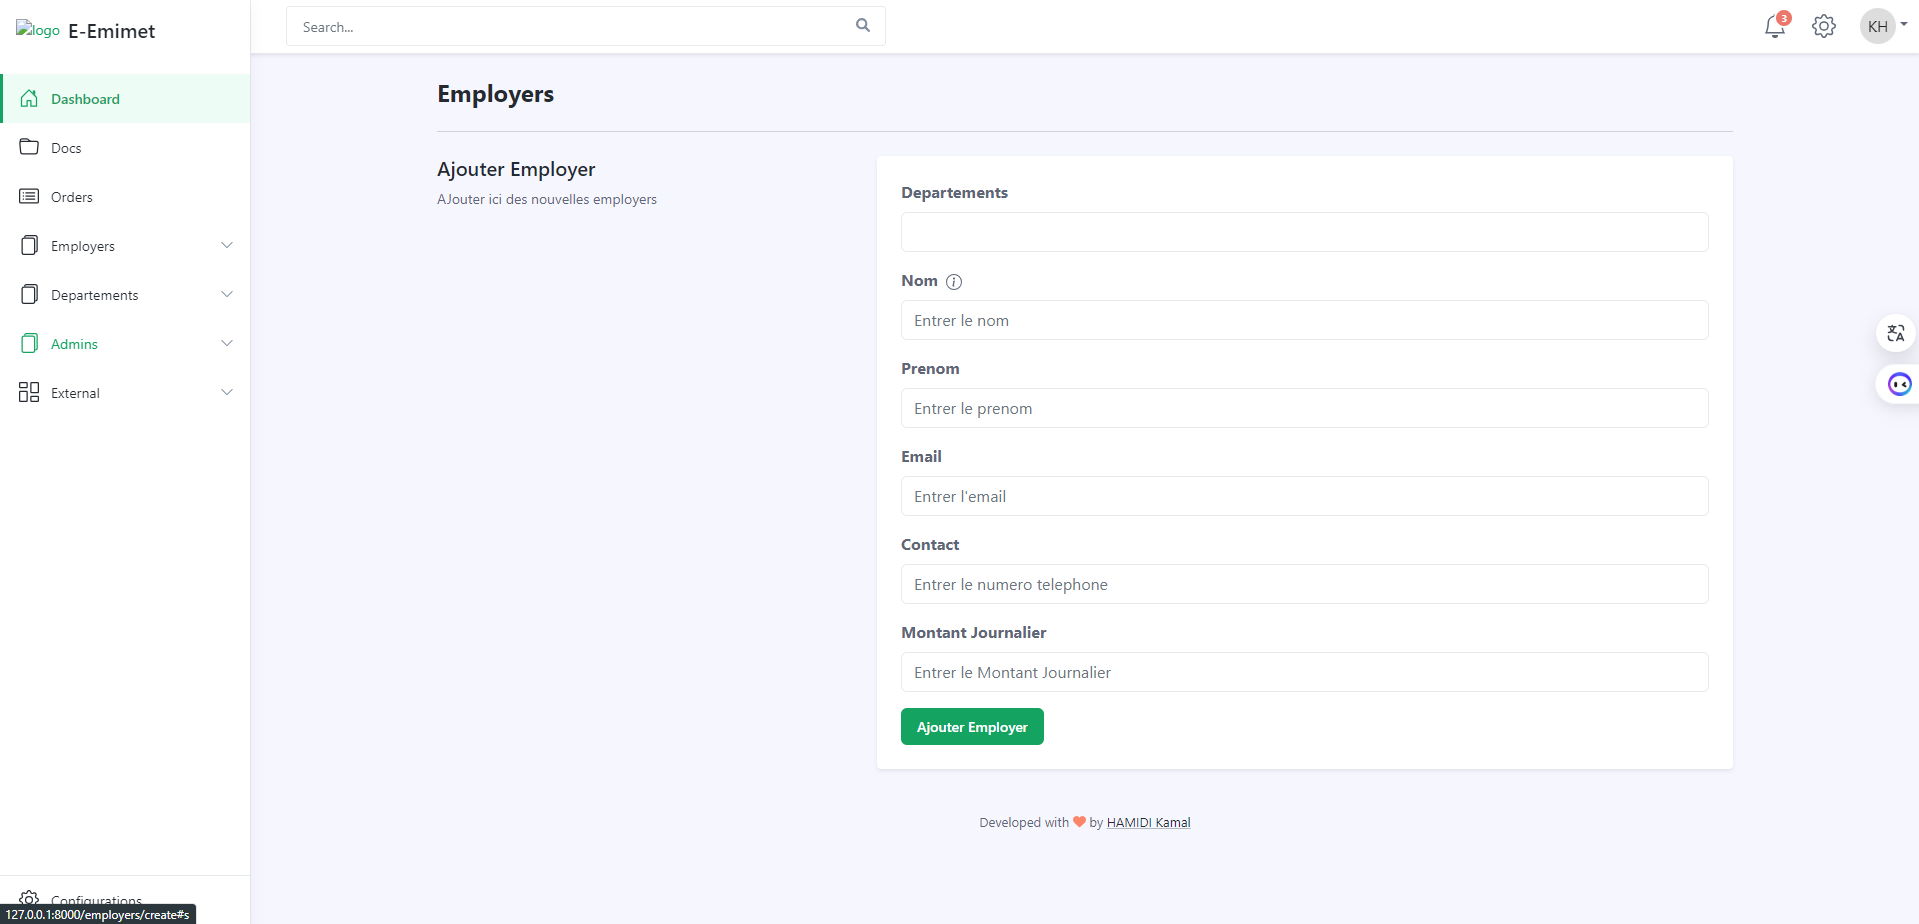 logo E-Emimet
Search...
3
KH
Dashboard
Docs
Orders
Employers
Departements
Admins
External
Configurations
127.0.0.1:8000/employers/create#s
Employers
Ajouter Employer
AJouter ici des nouvelles employers
Departements
Nom
Entrer le nom
Prenom
Entrer le prenom
Email
Entrer l'email
Contact
Entrer le numero telephone
Montant Journalier
Entrer le Montant Journalier
Ajouter Employer
Developed with by HAMIDI Kamal